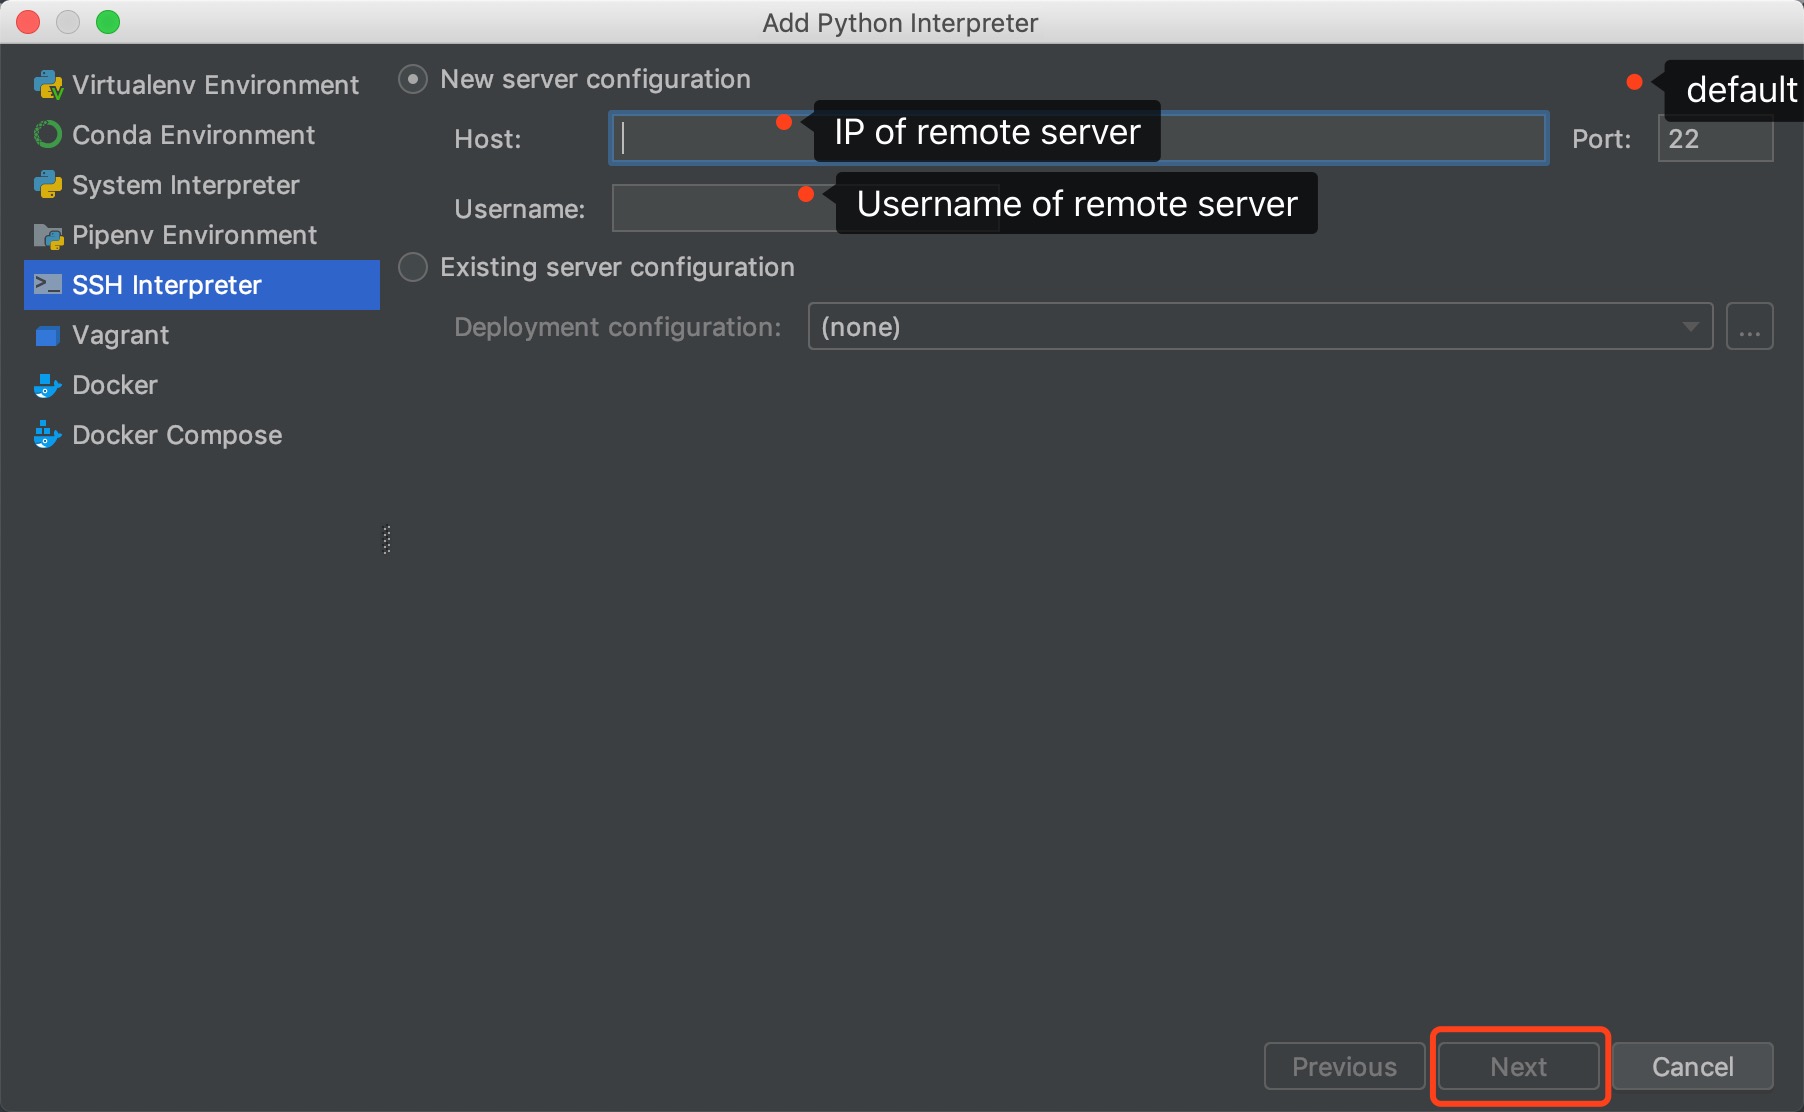 Add Python Interpreter
Virtualenv Environment
Conda Environment
System Interpreter
Pipenv Environment
SSH Interpreter
Vagrant
Docker
Docker Compose
New server configuration
default
Host:
IP of remote server
Port: 22
Username:
Username of remote server
Existing server configuration
Deployment configuration: (none) ...
Previous Next Cancel